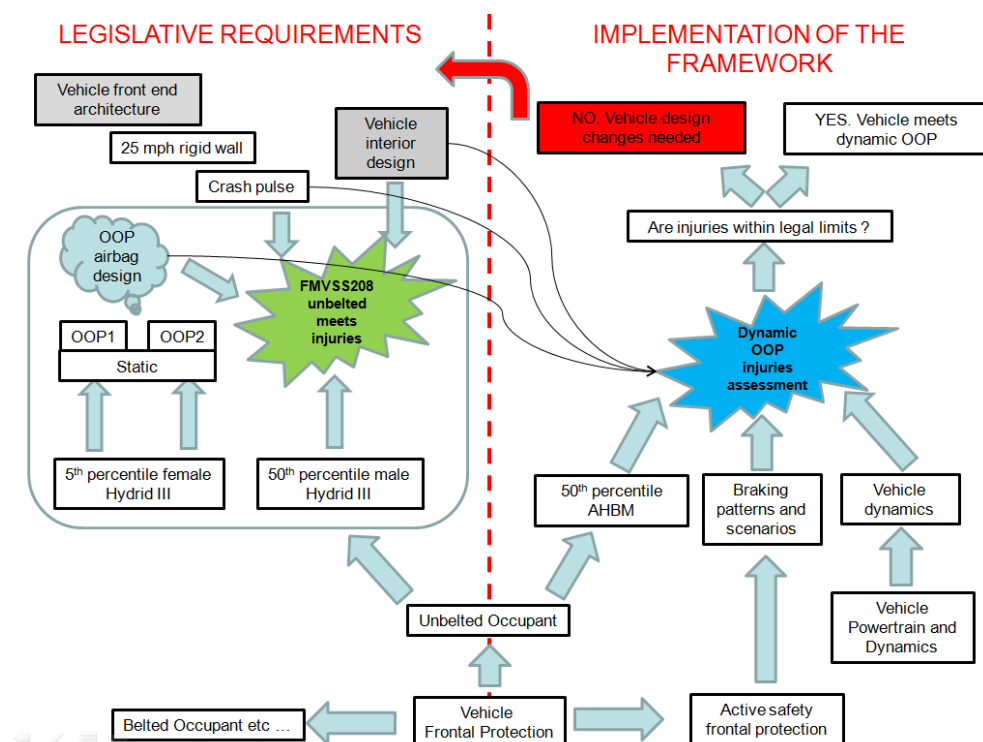 LEGISLATIVE REQUIREMENTS
IMPLEMENTATION OF THE
FRAMEWORK
Vehicle front end
architecture
25 mph rigid wall
Crash pulse
Vehicle
interior
design
NO. Vehicle design
changes needed
YES. Vehicle meets
dynamic OOP
Are injuries within legal limits ?
OOP
airbag
design
FMVSS208
unbelted
meets
injuries
OOP1
OOP2
Static
Dynamic
OOP
injuries
assessment
5th percentile female
Hydrid III
50th percentile male
Hydrid III
50th percentile
AHBM
Braking
patterns and
scenarios
Vehicle
dynamics
Unbelted Occupant
Vehicle
Powertrain and
Dynamics
Belted Occupant etc ...
Vehicle
Frontal Protection
Active safety
frontal protection